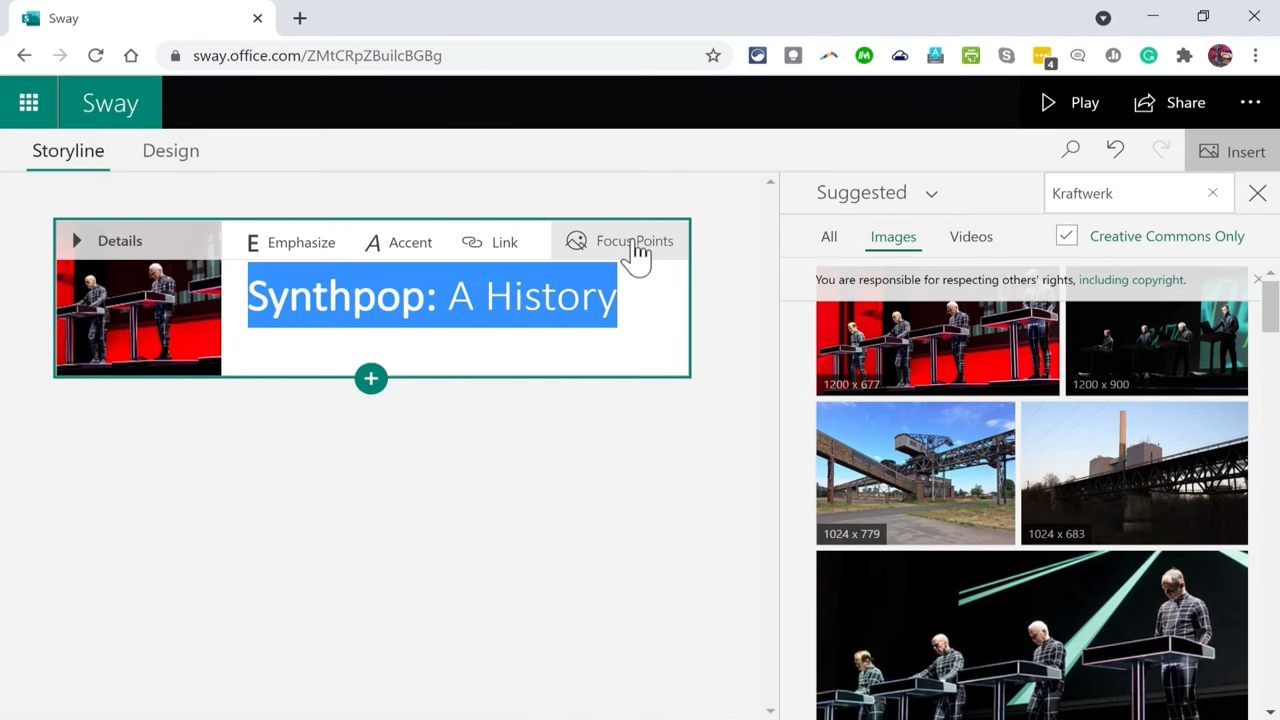 Sway
sway.office.com/ZMtCRpZBuilcBGBg
4
Sway
Play
Share
Storyline
Design
Insert
Suggested
Kraftwerk
Details
E Emphasize
A Accent
Link
Focus Points
All
Images
Videos
Creative Commons Only
Synthpop: A History
You are responsible for respecting others' rights, including copyright.
1200 x 677
1200 x 900
1024 x 779
1024 x 683